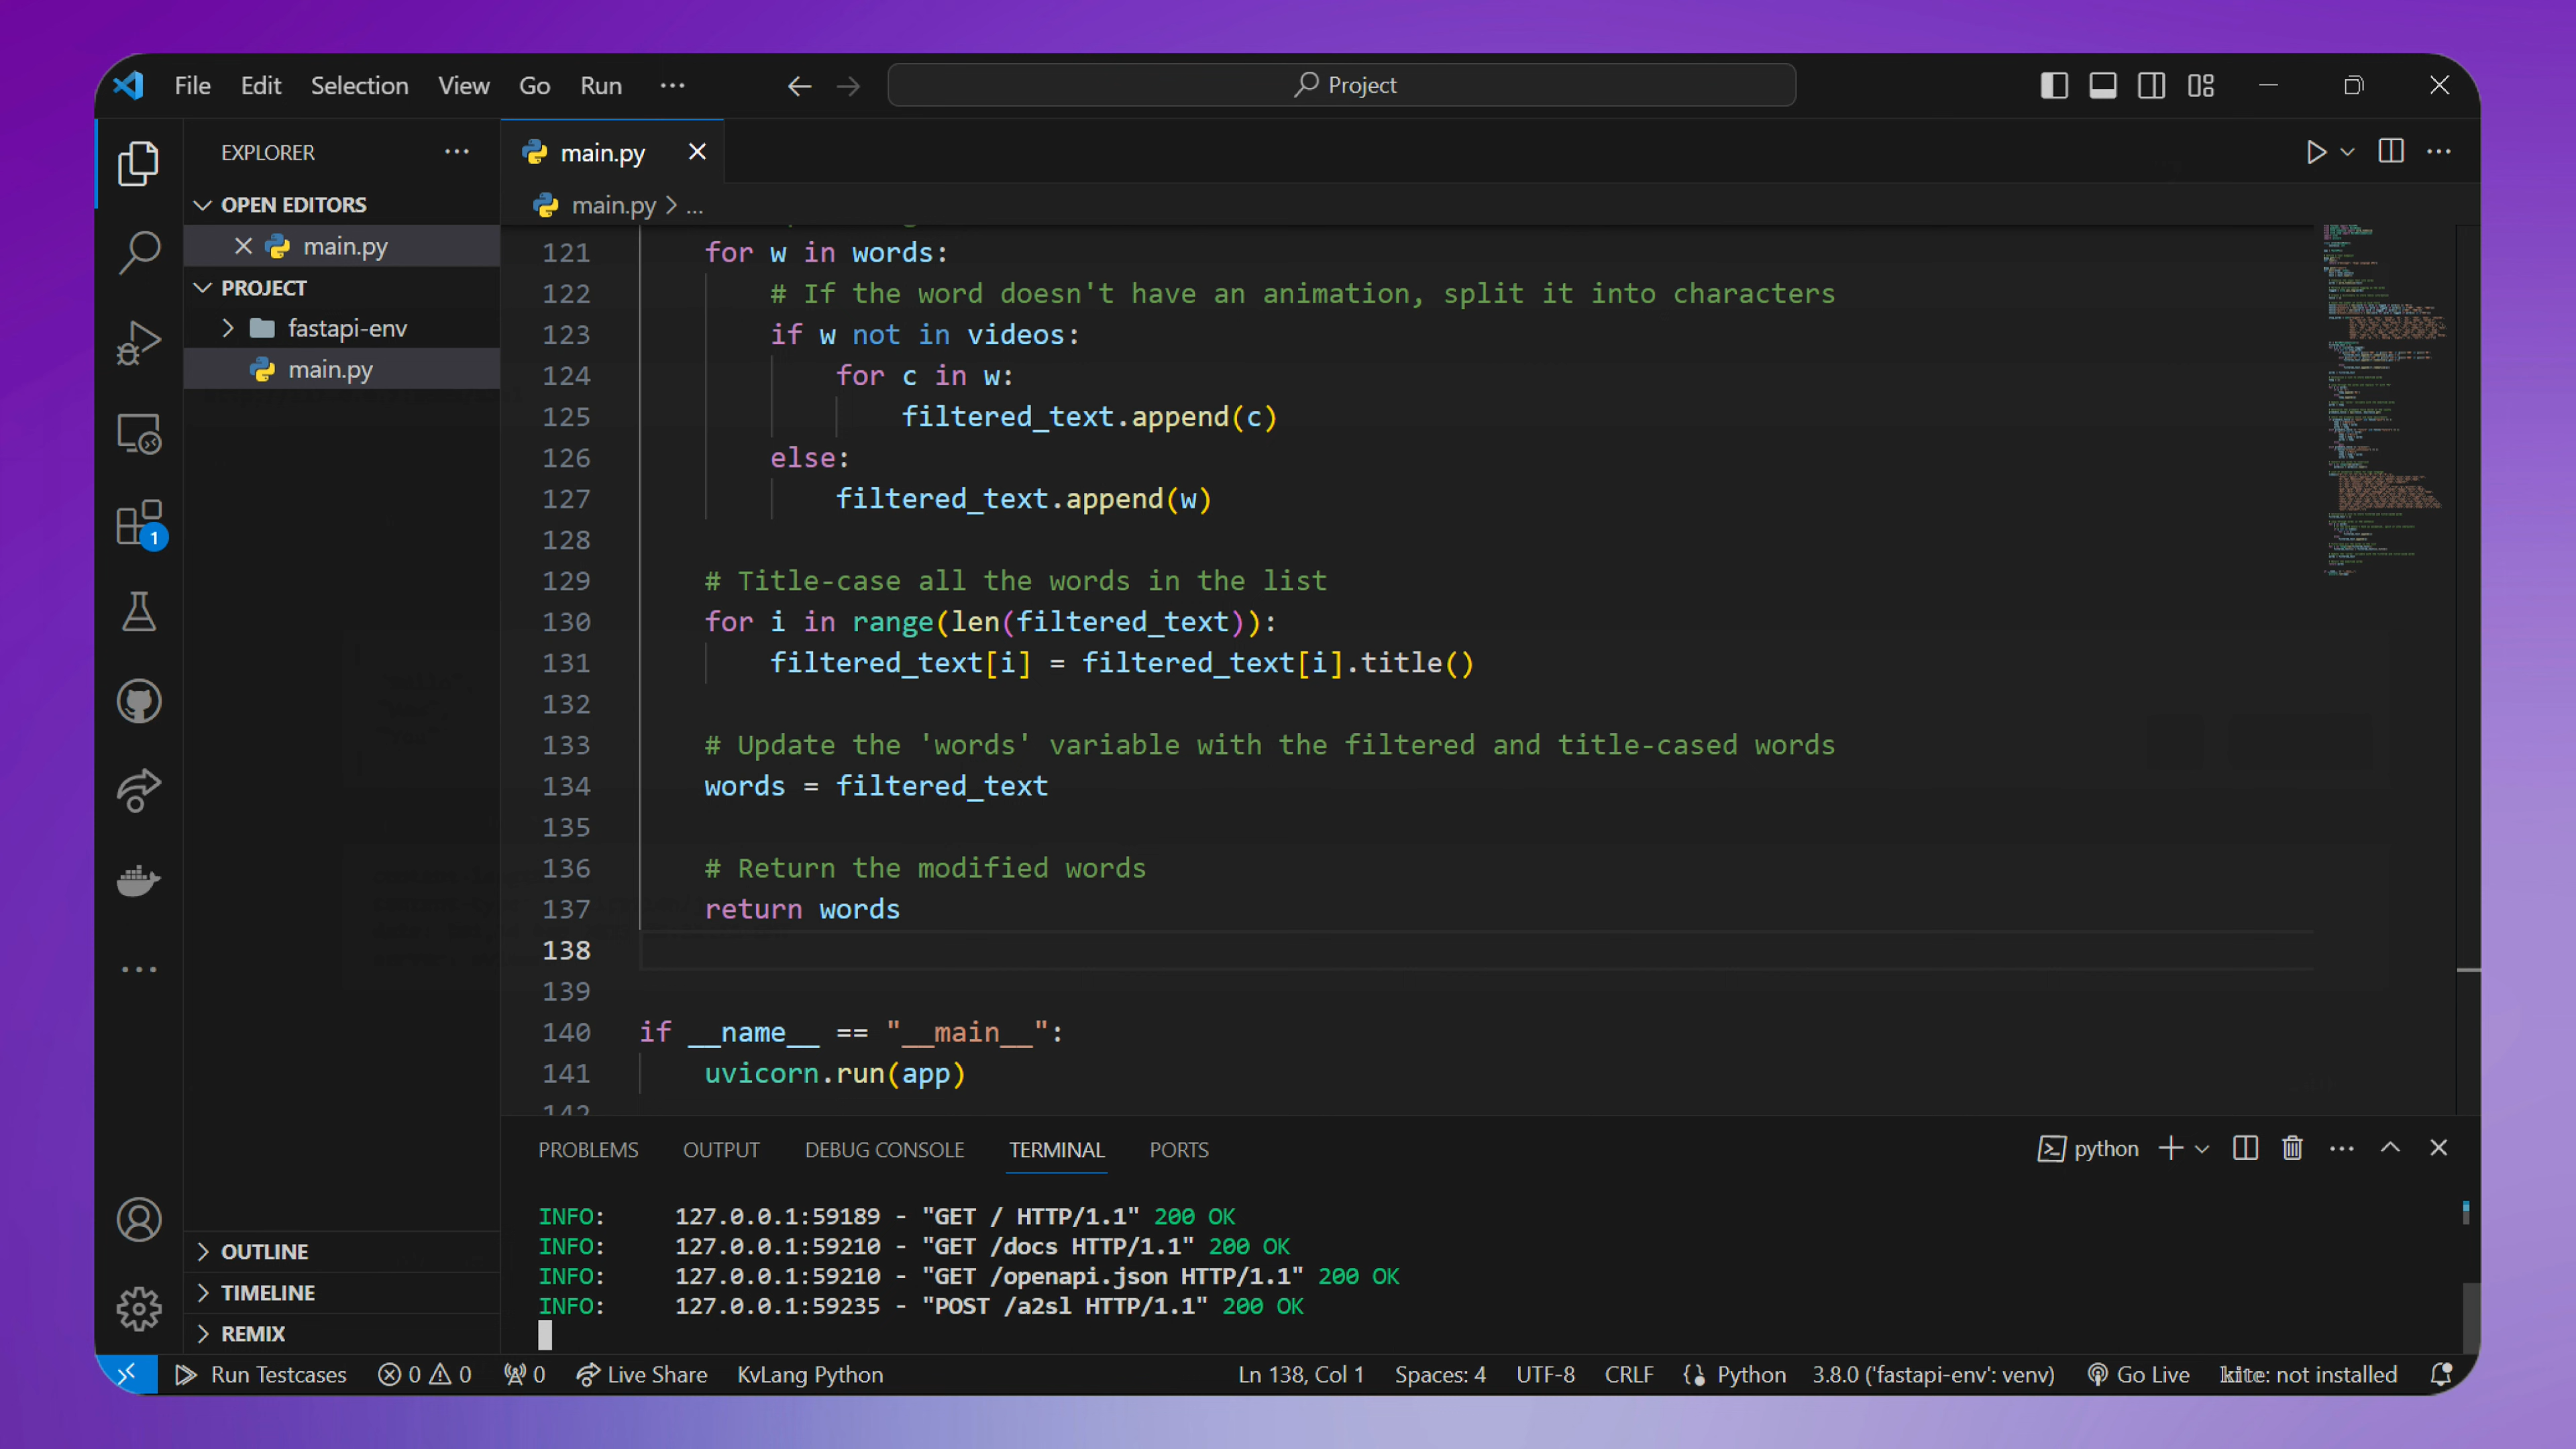 File Edit Selection View Go Run ··· Project
EXPLORER ···
OPEN EDITORS
main.py
PROJECT
fastapi-env
main.py
1
OUTLINE
TIMELINE
REMIX
main.py
main.py > ...
121 for w in words:
122 # If the word doesn't have an animation, split it into characters
123 if w not in videos:
124 for c in w:
125 filtered_text.append(c)
126 else:
127 filtered_text.append(w)
128
129 # Title-case all the words in the list
130 for i in range(len(filtered_text)):
131 filtered_text[i] = filtered_text[i].title()
132
133 # Update the 'words' variable with the filtered and title-cased words
134 words = filtered_text
135
136 # Return the modified words
137 return words
138
139
140 if __name__ == "__main__":
141 uvicorn.run(app)
142
PROBLEMS OUTPUT DEBUG CONSOLE TERMINAL PORTS python
INFO: 127.0.0.1:59189 - "GET / HTTP/1.1" 200 OK
INFO: 127.0.0.1:59210 - "GET /docs HTTP/1.1" 200 OK
INFO: 127.0.0.1:59210 - "GET /openapi.json HTTP/1.1" 200 OK
INFO: 127.0.0.1:59235 - "POST /a2sl HTTP/1.1" 200 OK
Run Testcases 0 0 0 Live Share KvLang Python Ln 138, Col 1 Spaces: 4 UTF-8 CRLF Python 3.8.0 ('fastapi-env': venv) Go Live kite: not installed